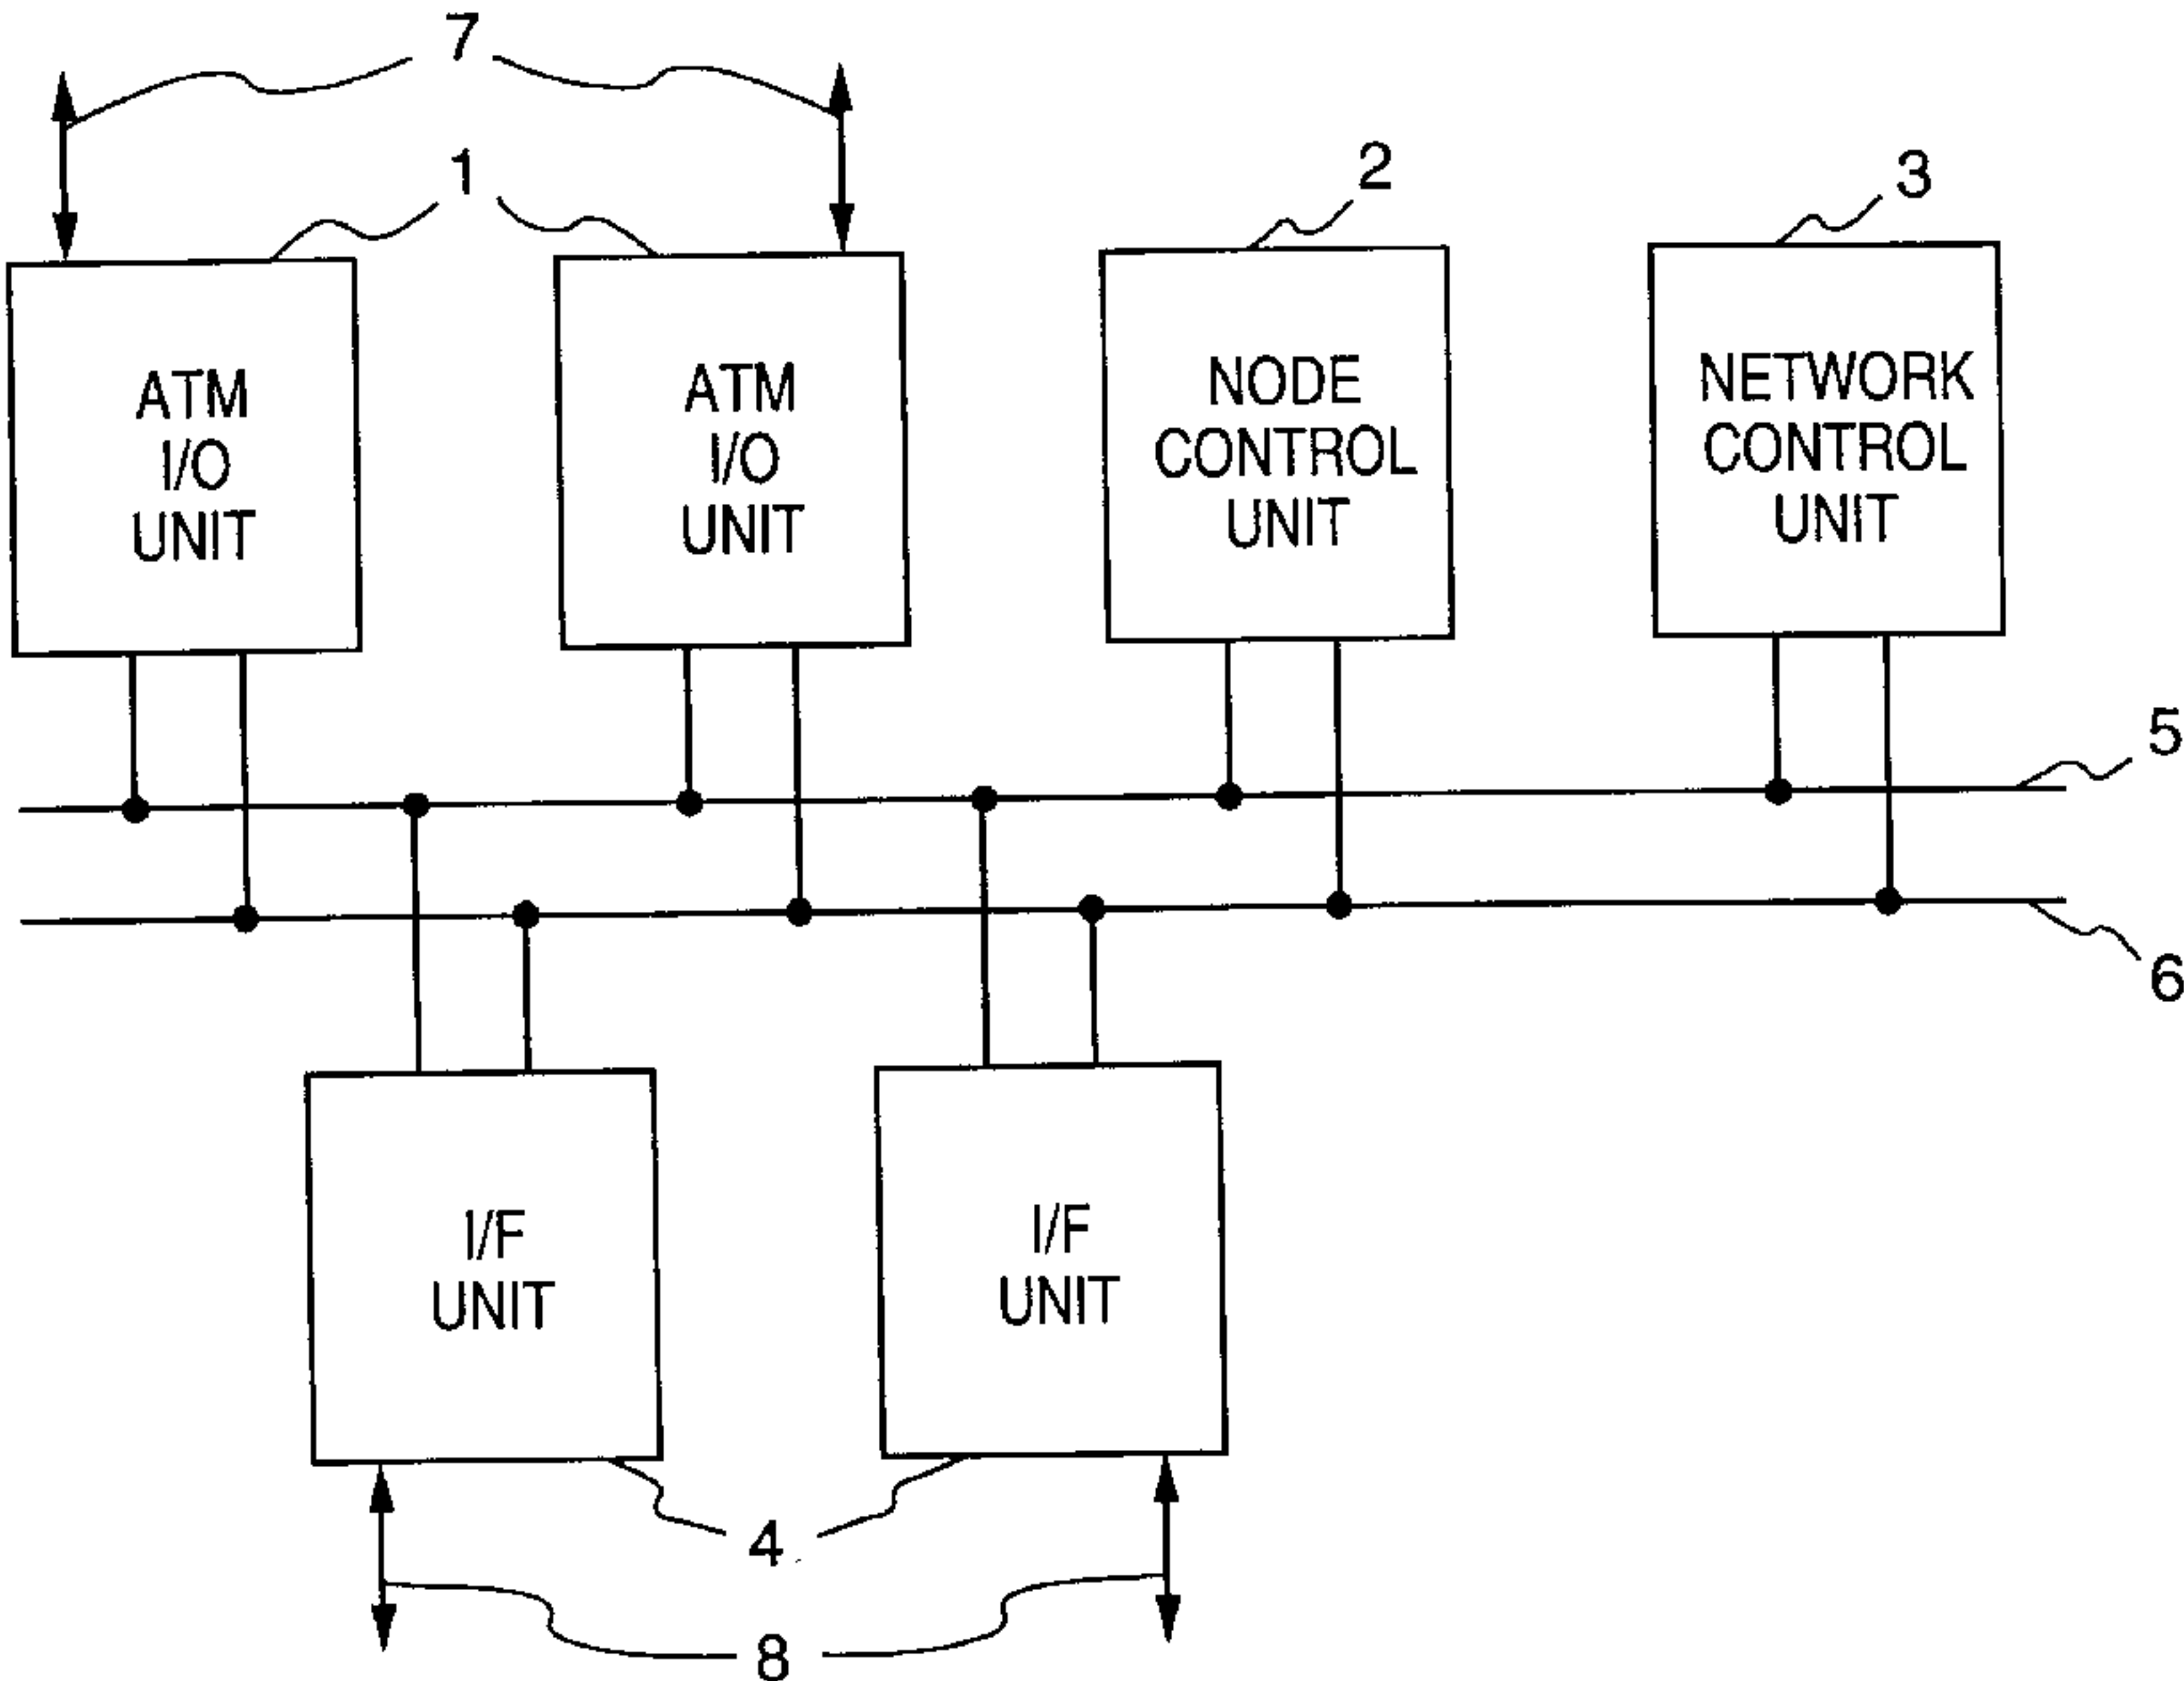 7
1
2
3
ATM
I/O
UNIT
ATM
I/O
UNIT
NODE
CONTROL
UNIT
NETWORK
CONTROL
UNIT
5
6
I/F
UNIT
I/F
UNIT
4
8